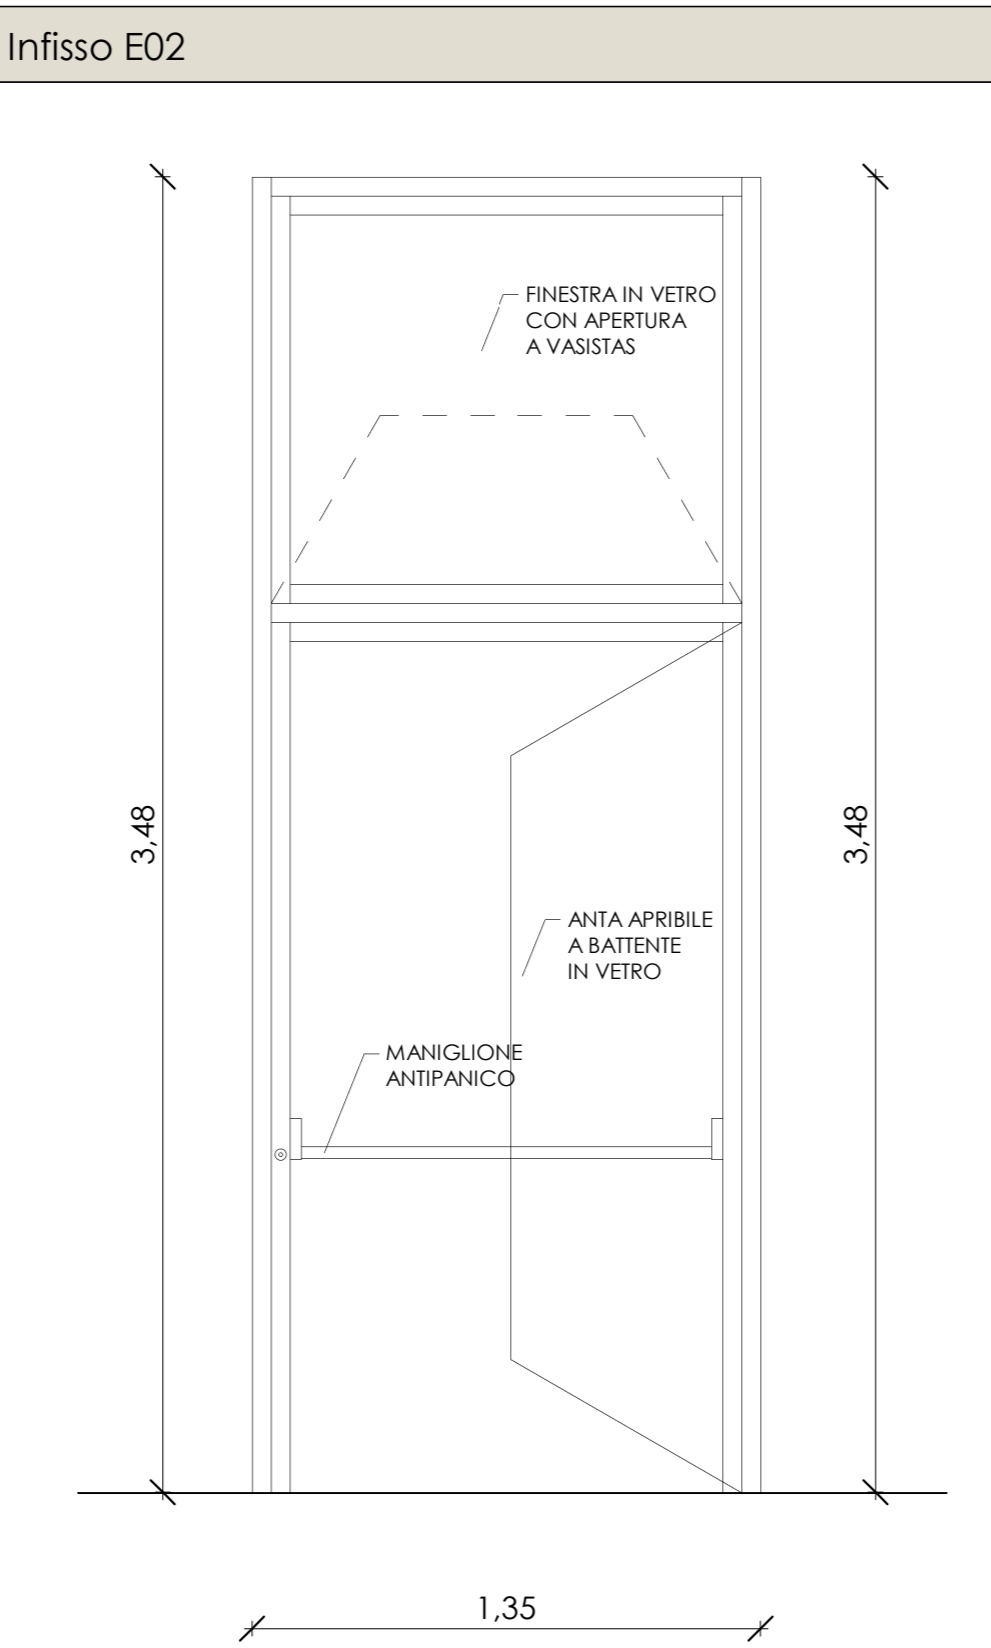 Infisso E02
FINESTRA IN VETRO
CON APERTURA
A VASISTAS
3,48
3,48
ANTA APRIBILE
A BATTENTE
IN VETRO
MANIGLIONE
ANTIPANICO
1,35